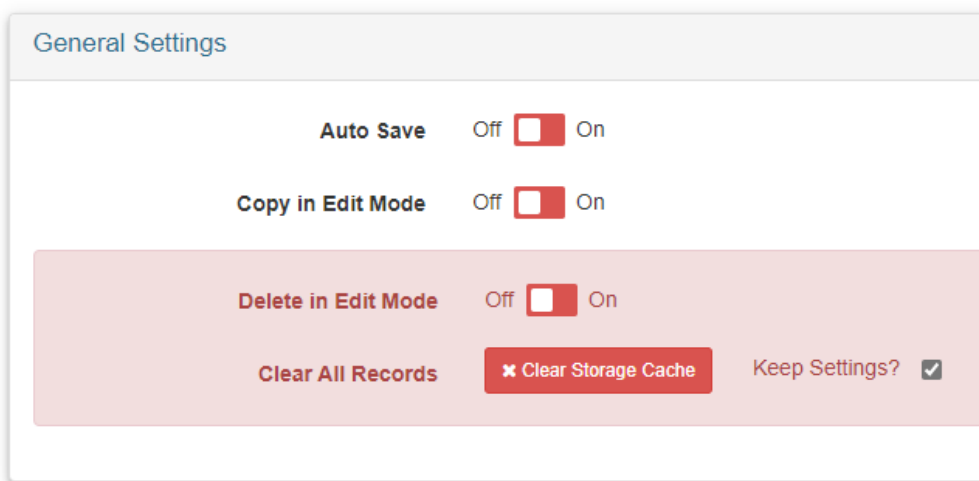 General Settings
Auto Save Off On
Copy in Edit Mode Off On
Delete in Edit Mode Off On
Clear All Records ✖ Clear Storage Cache Keep Settings?